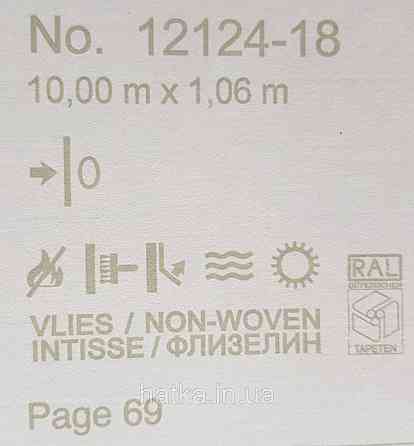 No. 12124-18
10,00 m x 1,06 m
0
RAL
GÜTEZEICHEN
TAPETEN
VLIES / NON-WOVEN
INTISSE / ФЛИЗЕЛИН
hatka.in.ua
Page 69